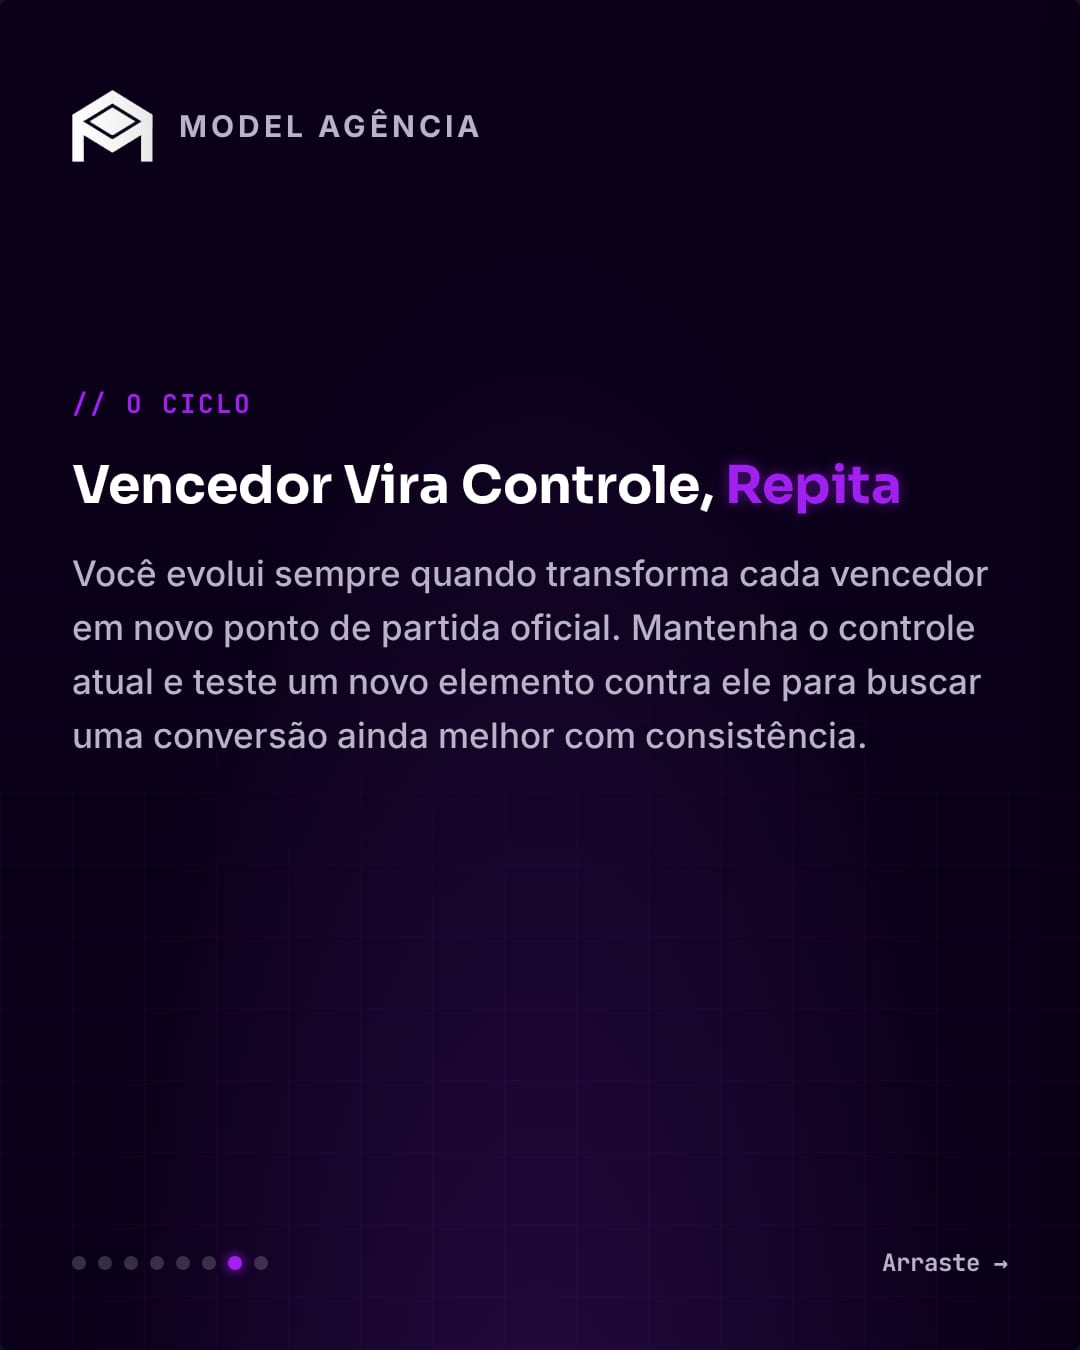 MODEL AGÊNCIA
// O CICLO
Vencedor Vira Controle, Repita
Você evolui sempre quando transforma cada vencedor
em novo ponto de partida oficial. Mantenha o controle
atual e teste um novo elemento contra ele para buscar
uma conversão ainda melhor com consistência.
Arraste →